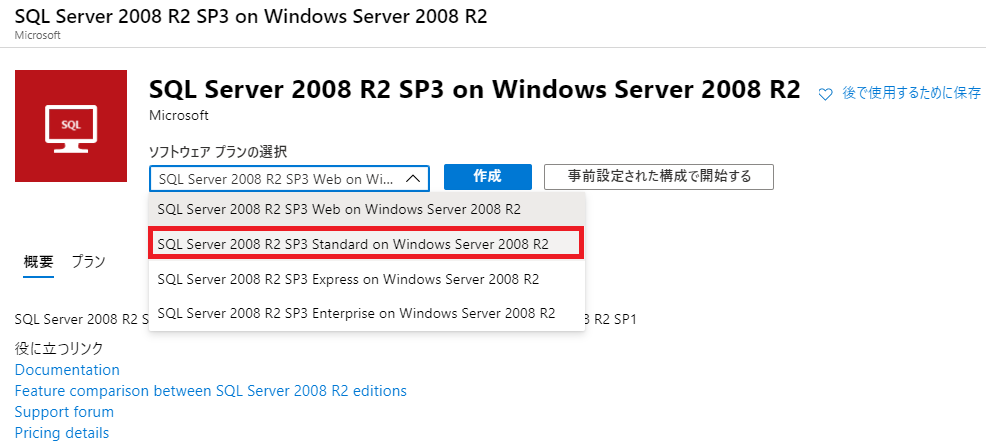 SQL Server 2008 R2 SP3 on Windows Server 2008 R2
Microsoft
SQL
SQL Server 2008 R2 SP3 on Windows Server 2008 R2
後で使用するために保存
Microsoft
ソフトウェア プランの選択
SQL Server 2008 R2 SP3 Web on Wi...
作成
事前設定された構成で開始する
SQL Server 2008 R2 SP3 Web on Windows Server 2008 R2
SQL Server 2008 R2 SP3 Standard on Windows Server 2008 R2
SQL Server 2008 R2 SP3 Express on Windows Server 2008 R2
SQL Server 2008 R2 SP3 Enterprise on Windows Server 2008 R2
概要 プラン
SQL Server 2008 R2 S 8 R2 SP1
役に立つリンク
Documentation
Feature comparison between SQL Server 2008 R2 editions
Support forum
Pricing details